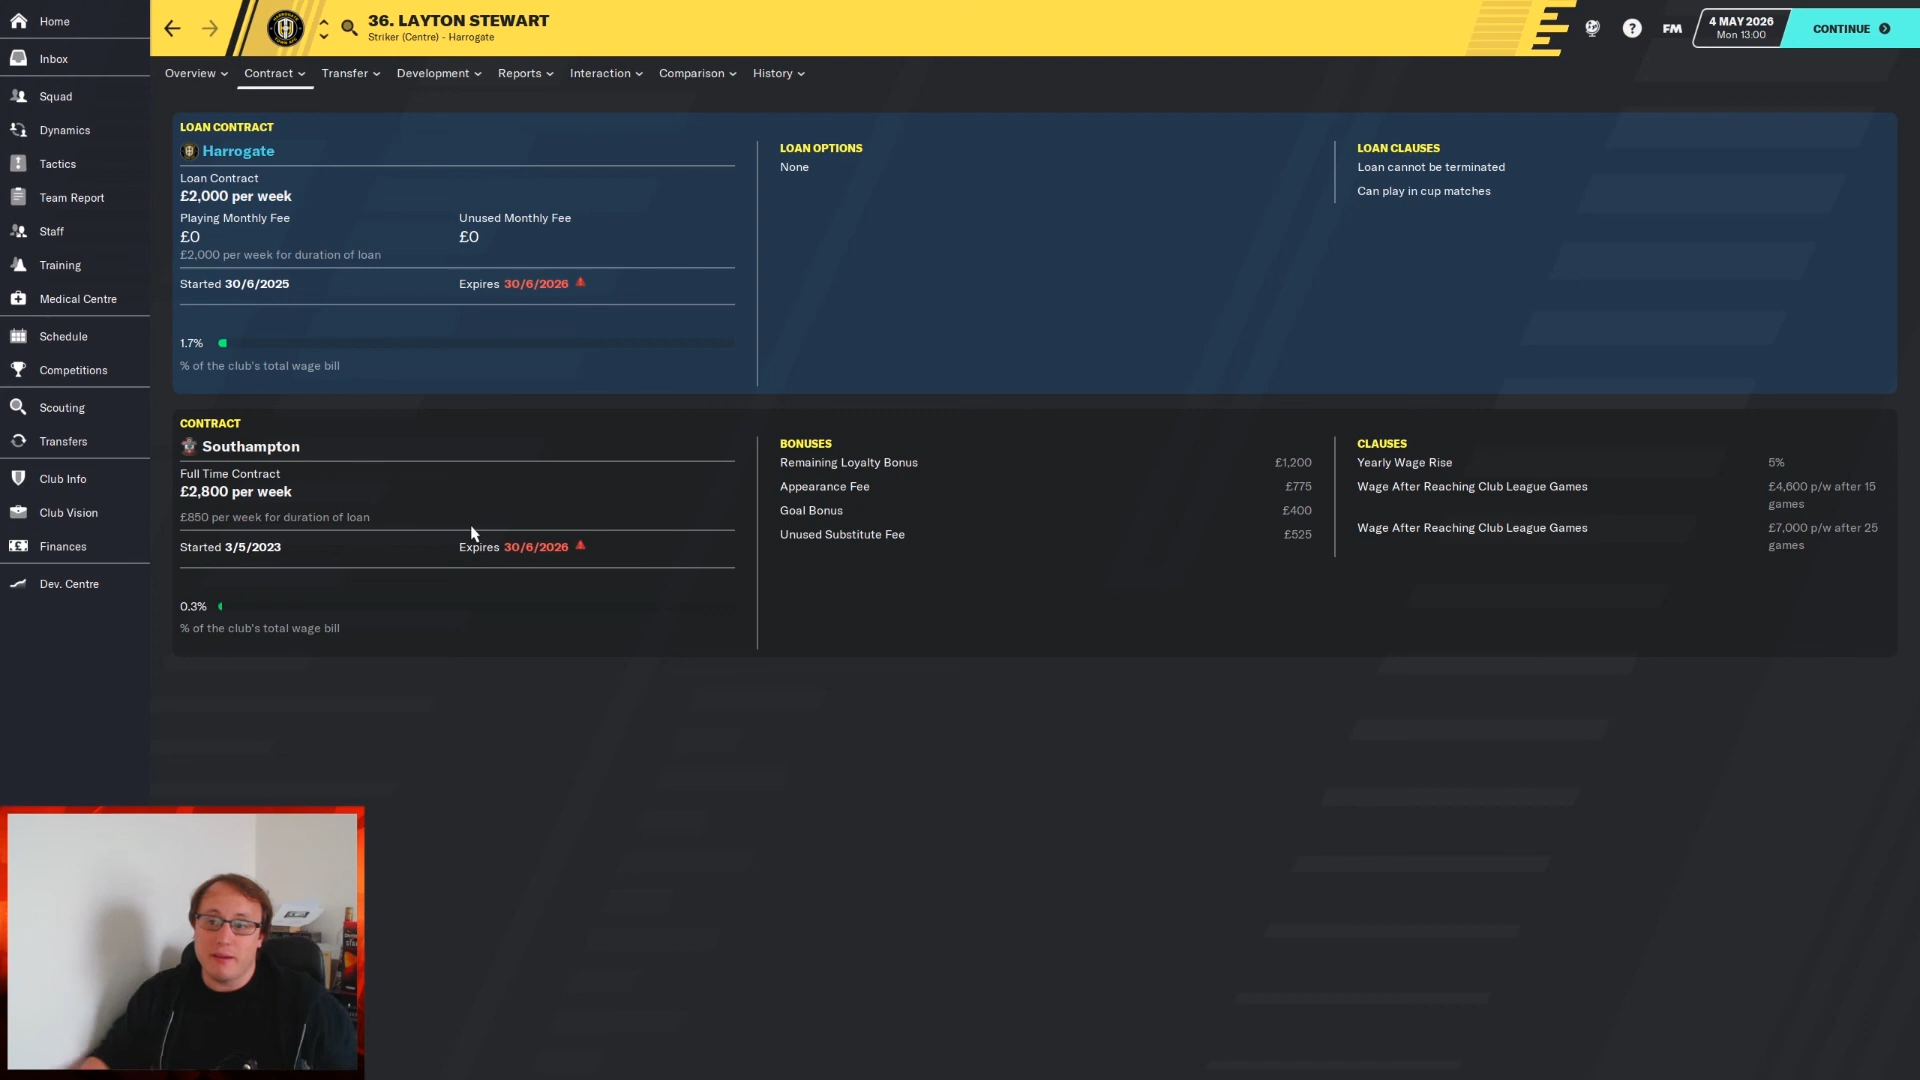 Home
Inbox
Squad
Dynamics
Tactics
Team Report
Staff
Training
Medical Centre
Schedule
Competitions
Scouting
Transfers
Club Info
Club Vision
Finances
Dev. Centre
36. LAYTON STEWART
Striker (Centre) - Harrogate
FM
4 MAY 2026
Mon 13:00
CONTINUE
Overview Contract Transfer Development Reports Interaction Comparison History
LOAN CONTRACT
Harrogate
Loan Contract
£2,000 per week
Playing Monthly Fee Unused Monthly Fee
£0 £0
£2,000 per week for duration of loan
Started 30/6/2025 Expires 30/6/2026
1.7%
% of the club's total wage bill
LOAN OPTIONS
None
LOAN CLAUSES
Loan cannot be terminated
Can play in cup matches
CONTRACT
Southampton
Full Time Contract
£2,800 per week
£850 per week for duration of loan
Started 3/5/2023 Expires 30/6/2026
0.3%
% of the club's total wage bill
BONUSES
Remaining Loyalty Bonus £1,200
Appearance Fee £775
Goal Bonus £400
Unused Substitute Fee £525
CLAUSES
Yearly Wage Rise 5%
Wage After Reaching Club League Games £4,600 p/w after 15
games
Wage After Reaching Club League Games £7,000 p/w after 25
games